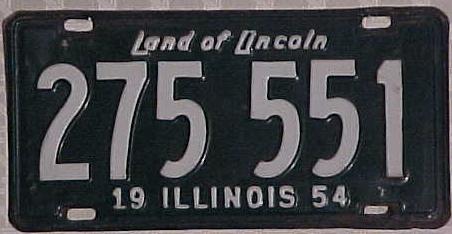 Land of Lincoln
275 551
19 ILLINOIS 54